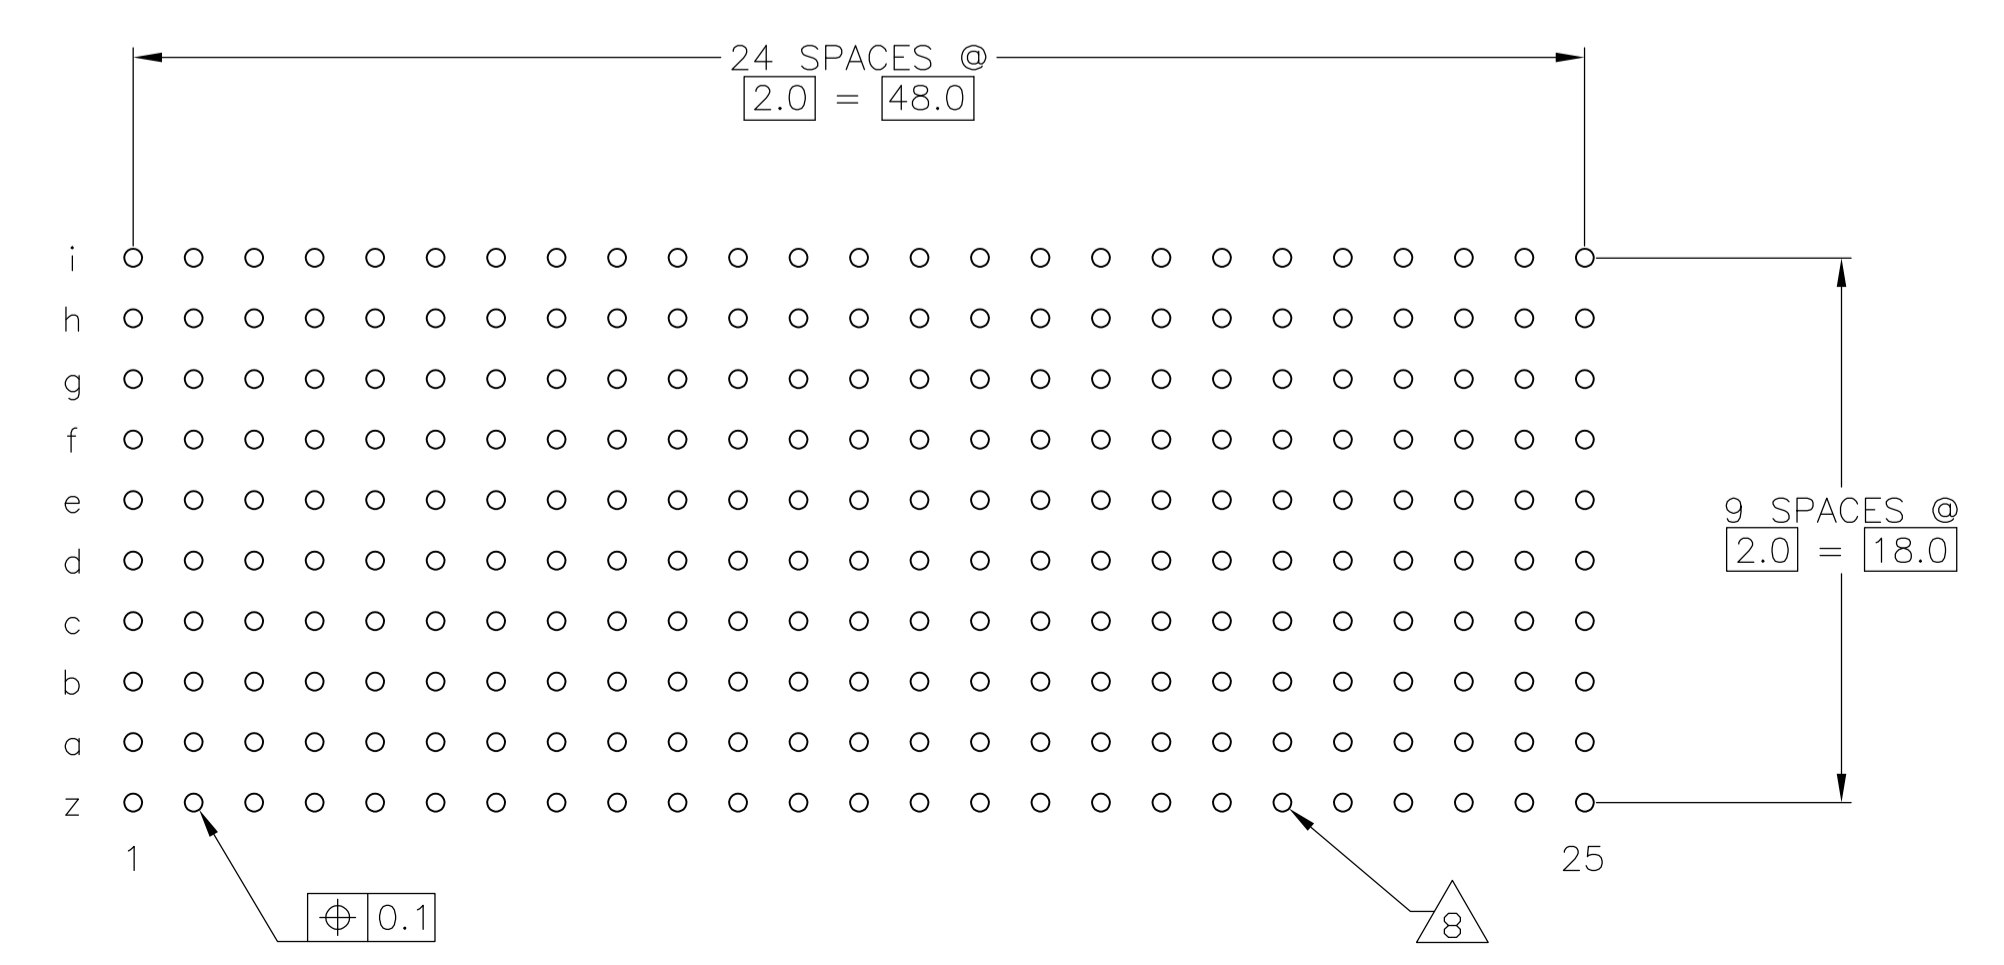 24 SPACES @
2.0 = 48.0
i
h
g
f
e
d
c
b
a
z
9 SPACES @
2.0 = 18.0
1
25
⌖ 0.1
8